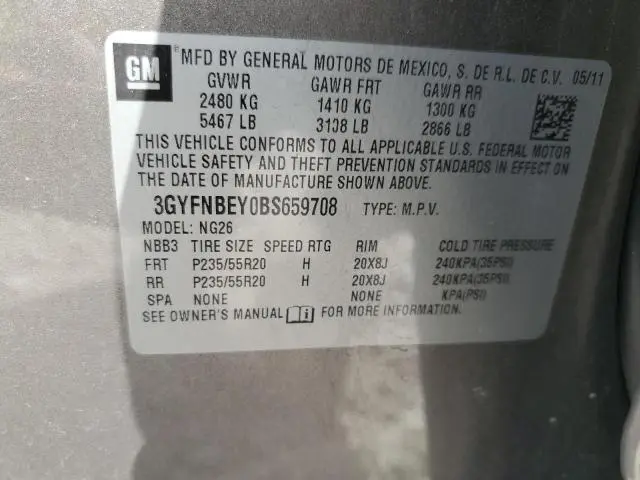 GM
® MFD BY GENERAL MOTORS DE MEXICO, S. DE R.L. DE C.V. 05/11
GVWR GAWR FRT GAWR RR
2480 KG 1410 KG 1300 KG
5467 LB 3108 LB 2866 LB
THIS VEHICLE CONFORMS TO ALL APPLICABLE U.S. FEDERAL MOTOR
VEHICLE SAFETY AND THEFT PREVENTION STANDARDS IN EFFECT ON
THE DATE OF MANUFACTURE SHOWN ABOVE.
3GYFNBEY0BS659708 TYPE: M.P.V.
MODEL: NG26
NBB3 TIRE SIZE SPEED RTG RIM COLD TIRE PRESSURE
FRT P235/55R20 H 20X8J 240KPA(35PSI)
RR P235/55R20 H 20X8J 240KPA(35PSI)
SPA NONE NONE KPA(PSI)
SEE OWNER'S MANUAL FOR MORE INFORMATION.